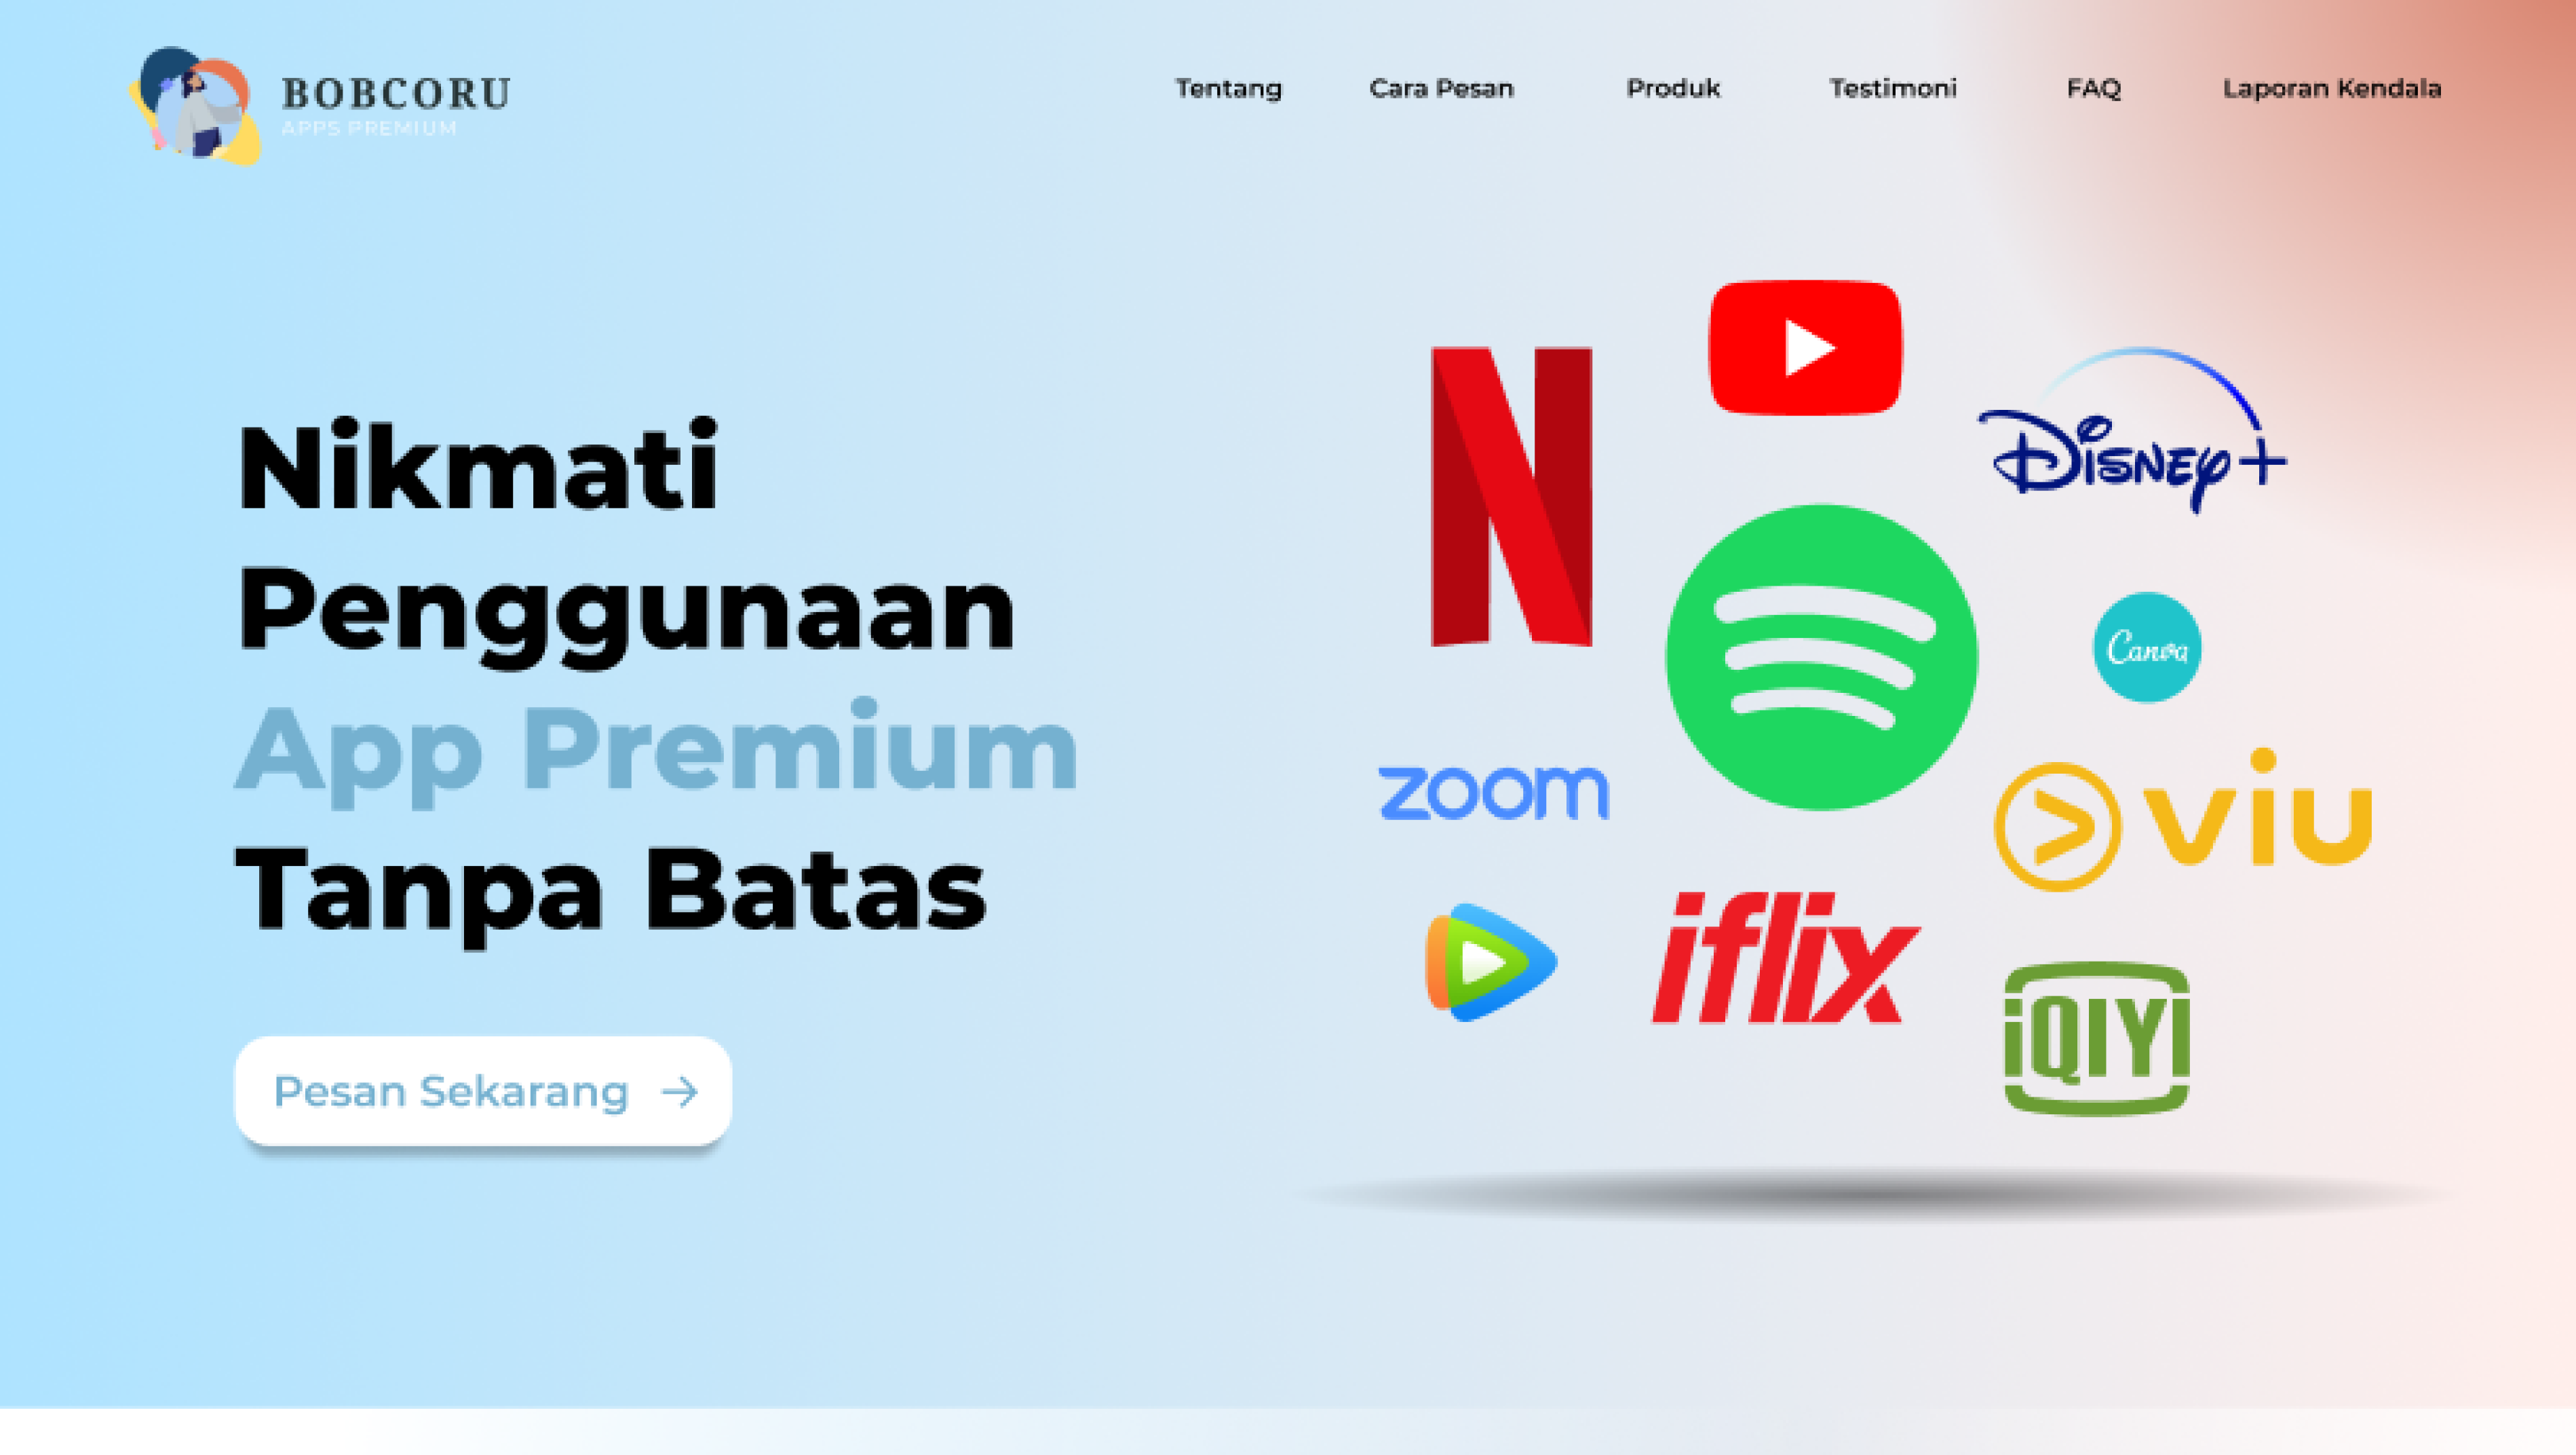 BOBCORU
APPS PREMIUM
Tentang
Cara Pesan
Produk
Testimoni
FAQ
Laporan Kendala
Nikmati
Penggunaan
App Premium
Tanpa Batas
Pesan Sekarang
N
Disney+
Canva
zoom
viu
iflix
iQIYI